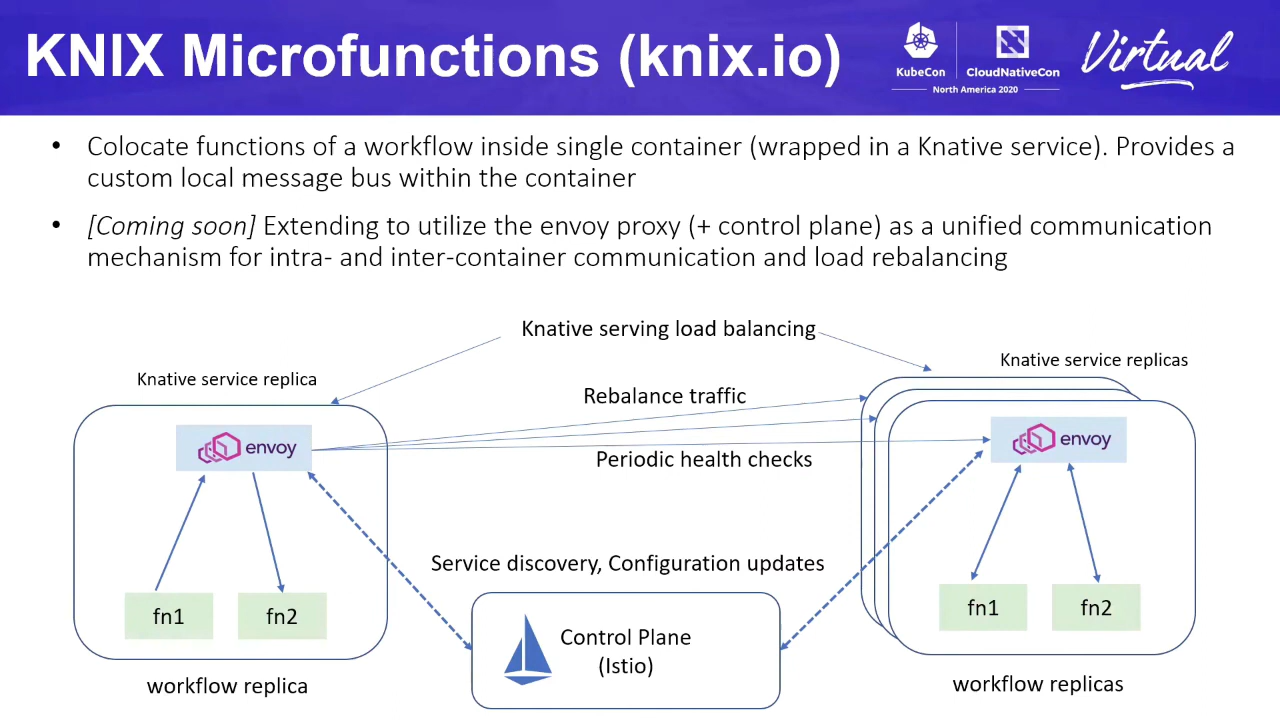 KNIX Microfunctions (knix.io)
KubeCon
CloudNativeCon
North America 2020
Virtual
• Colocate functions of a workflow inside single container (wrapped in a Knative service). Provides a
custom local message bus within the container
• [Coming soon] Extending to utilize the envoy proxy (+ control plane) as a unified communication
mechanism for intra- and inter-container communication and load rebalancing
Knative serving load balancing
Knative service replica
Knative service replicas
Rebalance traffic
envoy
envoy
Periodic health checks
Service discovery, Configuration updates
fn1
fn2
fn1
fn2
Control Plane
(Istio)
workflow replica
workflow replicas